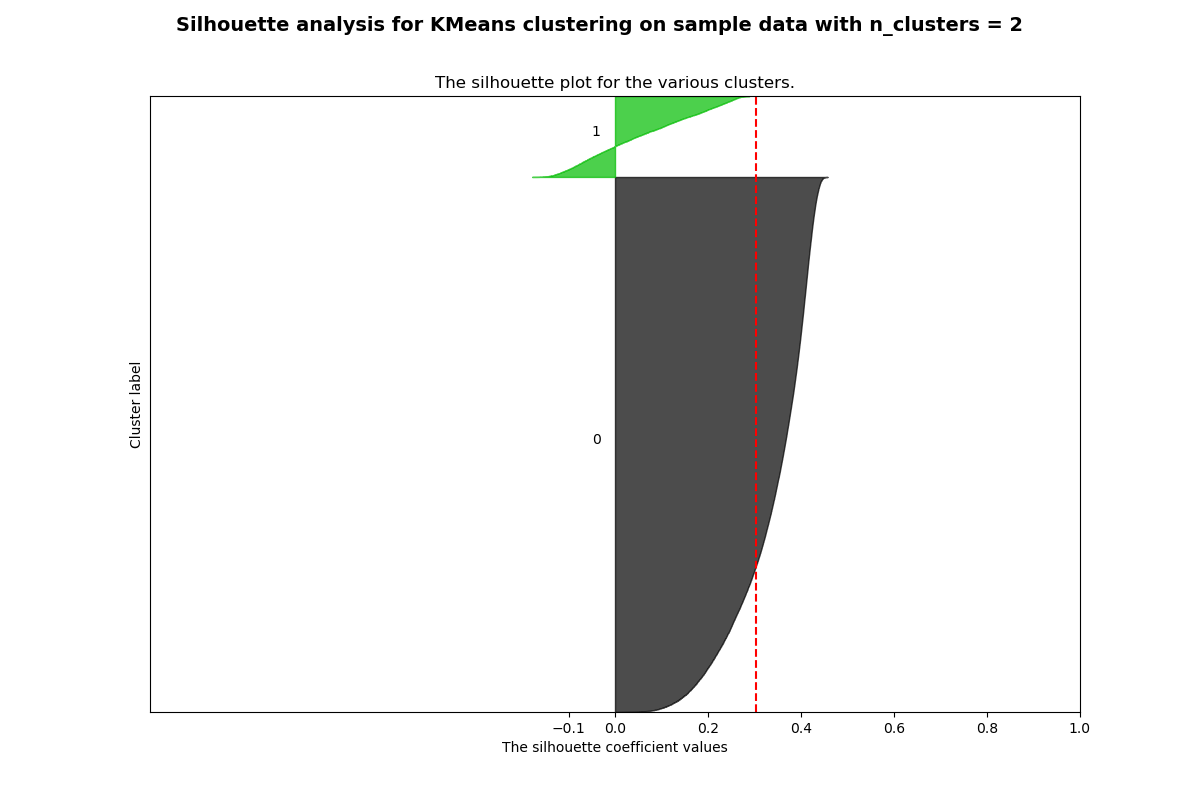 Silhouette analysis for KMeans clustering on sample data with n_clusters = 2
The silhouette plot for the various clusters.
1
0
Cluster label
−0.1 0.0 0.2 0.4 0.6 0.8 1.0
The silhouette coefficient values